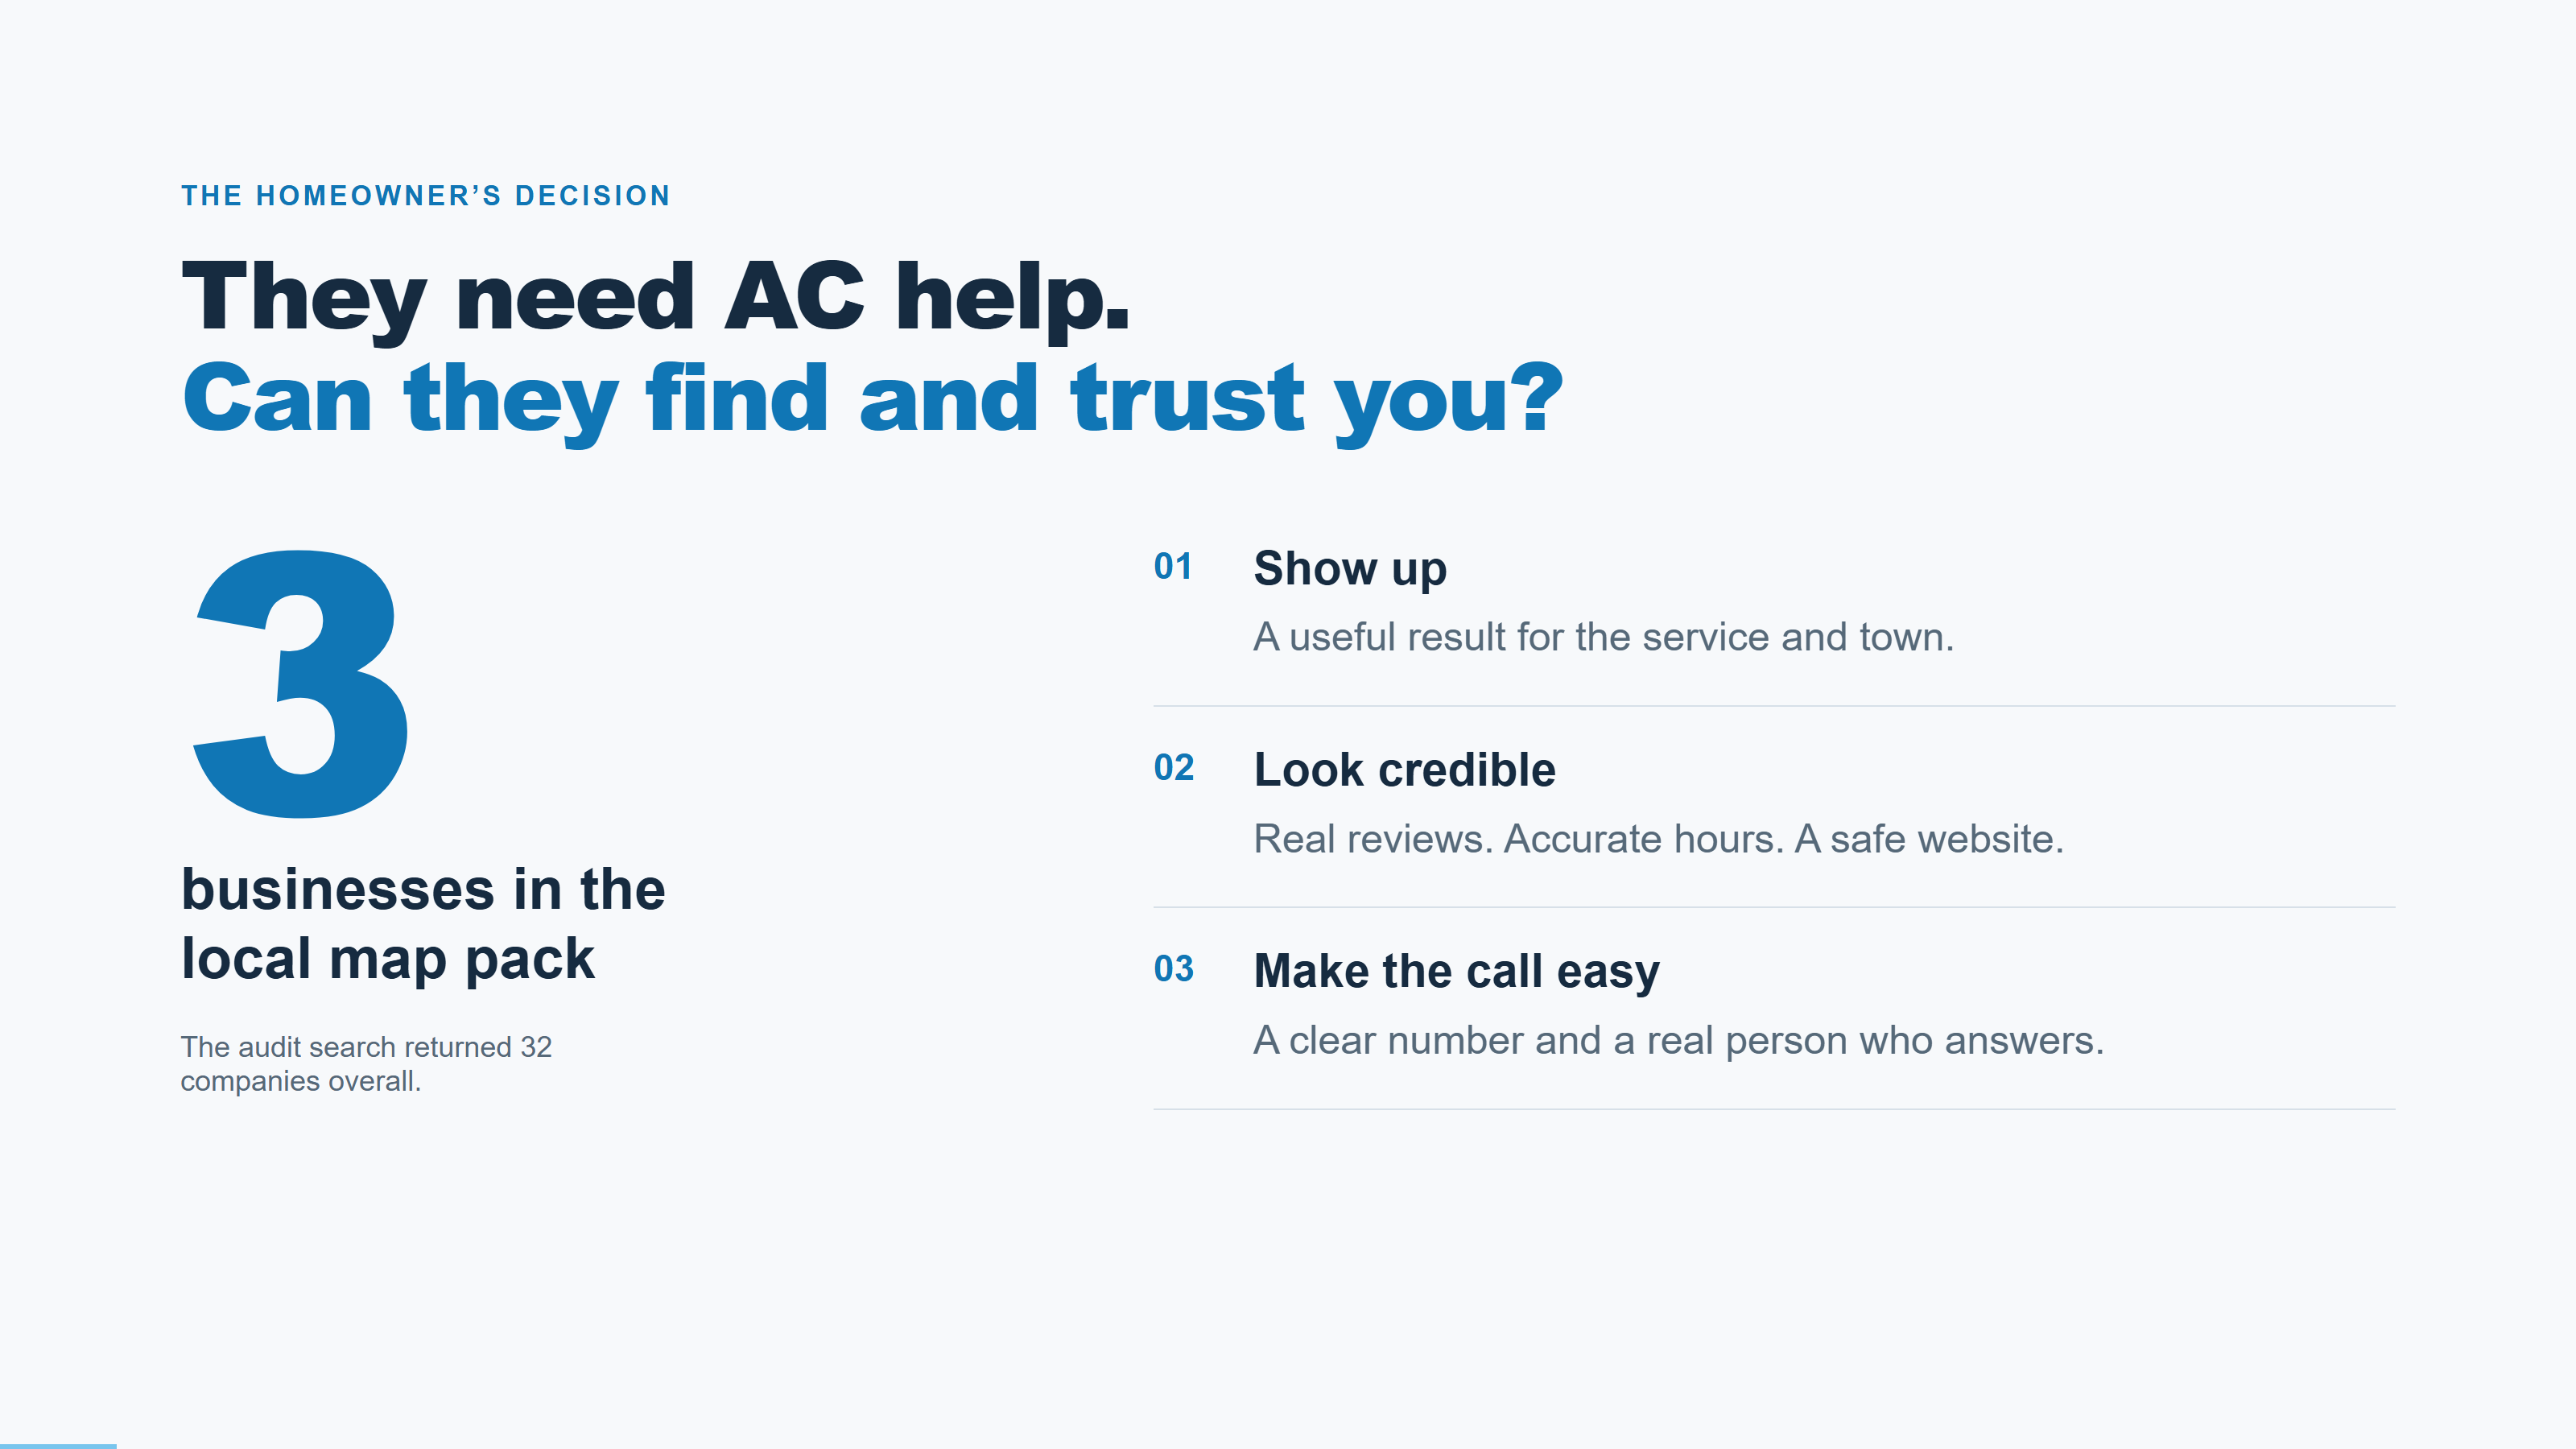 THE HOMEOWNER’S DECISION
They need AC help.
Can they find and trust you?
3
businesses in the
local map pack
The audit search returned 32
companies overall.
01 Show up
A useful result for the service and town.
02 Look credible
Real reviews. Accurate hours. A safe website.
03 Make the call easy
A clear number and a real person who answers.